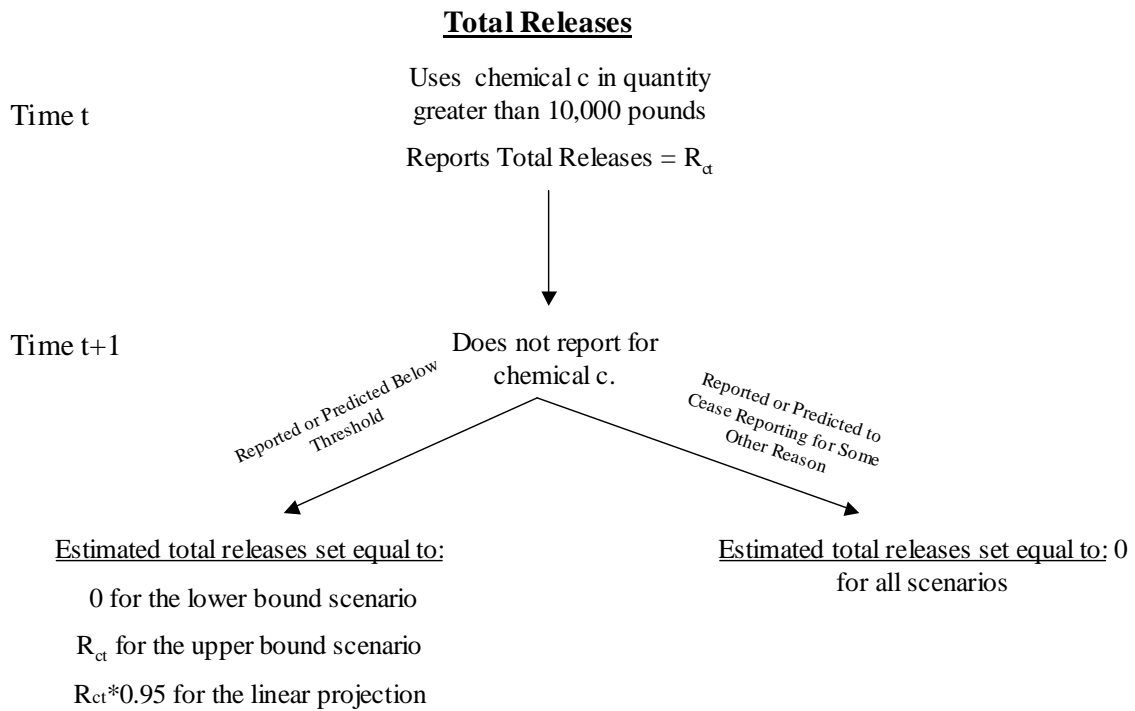 Total Releases
Uses chemical c in quantity
greater than 10,000 pounds
Time t
Reports Total Releases = Rct
Time t+1
Does not report for
chemical c.
Reported or Predicted Below
Threshold
Reported or Predicted to
Cease Reporting for Some
Other Reason
Estimated total releases set equal to:
0 for the lower bound scenario
Rct for the upper bound scenario
Rct*0.95 for the linear projection
Estimated total releases set equal to: 0
for all scenarios